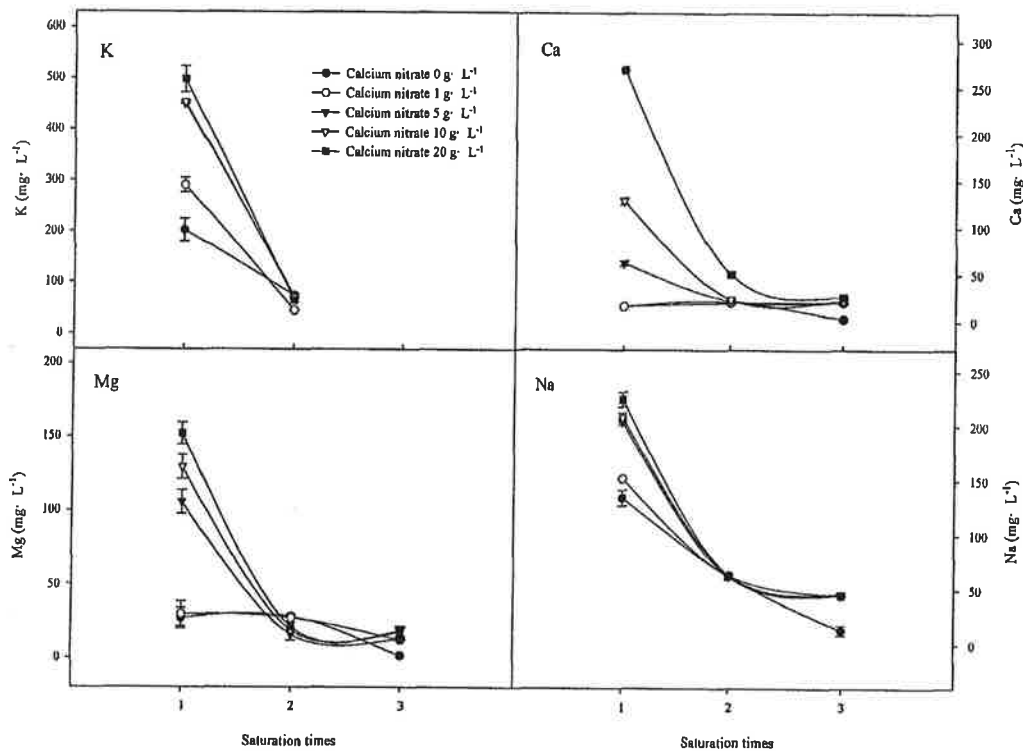 K
Calcium nitrate 0 g· L⁻¹
Calcium nitrate 1 g· L⁻¹
Calcium nitrate 5 g· L⁻¹
Calcium nitrate 10 g· L⁻¹
Calcium nitrate 20 g· L⁻¹
600
500
400
300
200
100
0
K (mg· L⁻¹)
Ca
300
250
200
150
100
50
0
Ca (mg· L⁻¹)
Mg
200
150
100
50
0
Mg (mg· L⁻¹)
1 2 3
Saturation times
Na
250
200
150
100
50
0
Na (mg· L⁻¹)
1 2 3
Saturation times